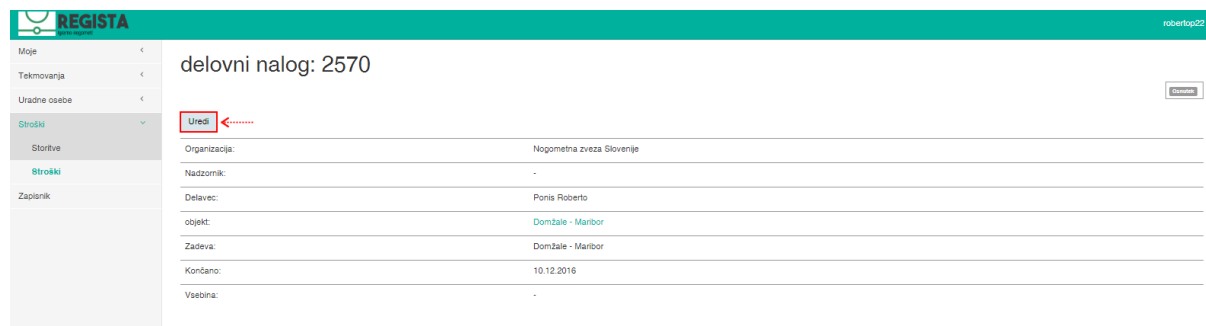 REGISTA
robertop22
Moje
Tekmovanja
Uradne osebe
Stroški
Storitve
Stroški
Zapisnik
delovni nalog: 2570
Osnutek
Uredi
Organizacija: Nogometna zveza Slovenije
Nadzornik: -
Delavec: Ponis Roberto
objekt: Domžale - Maribor
Zadeva: Domžale - Maribor
Končano: 10.12.2016
Vsebina: -